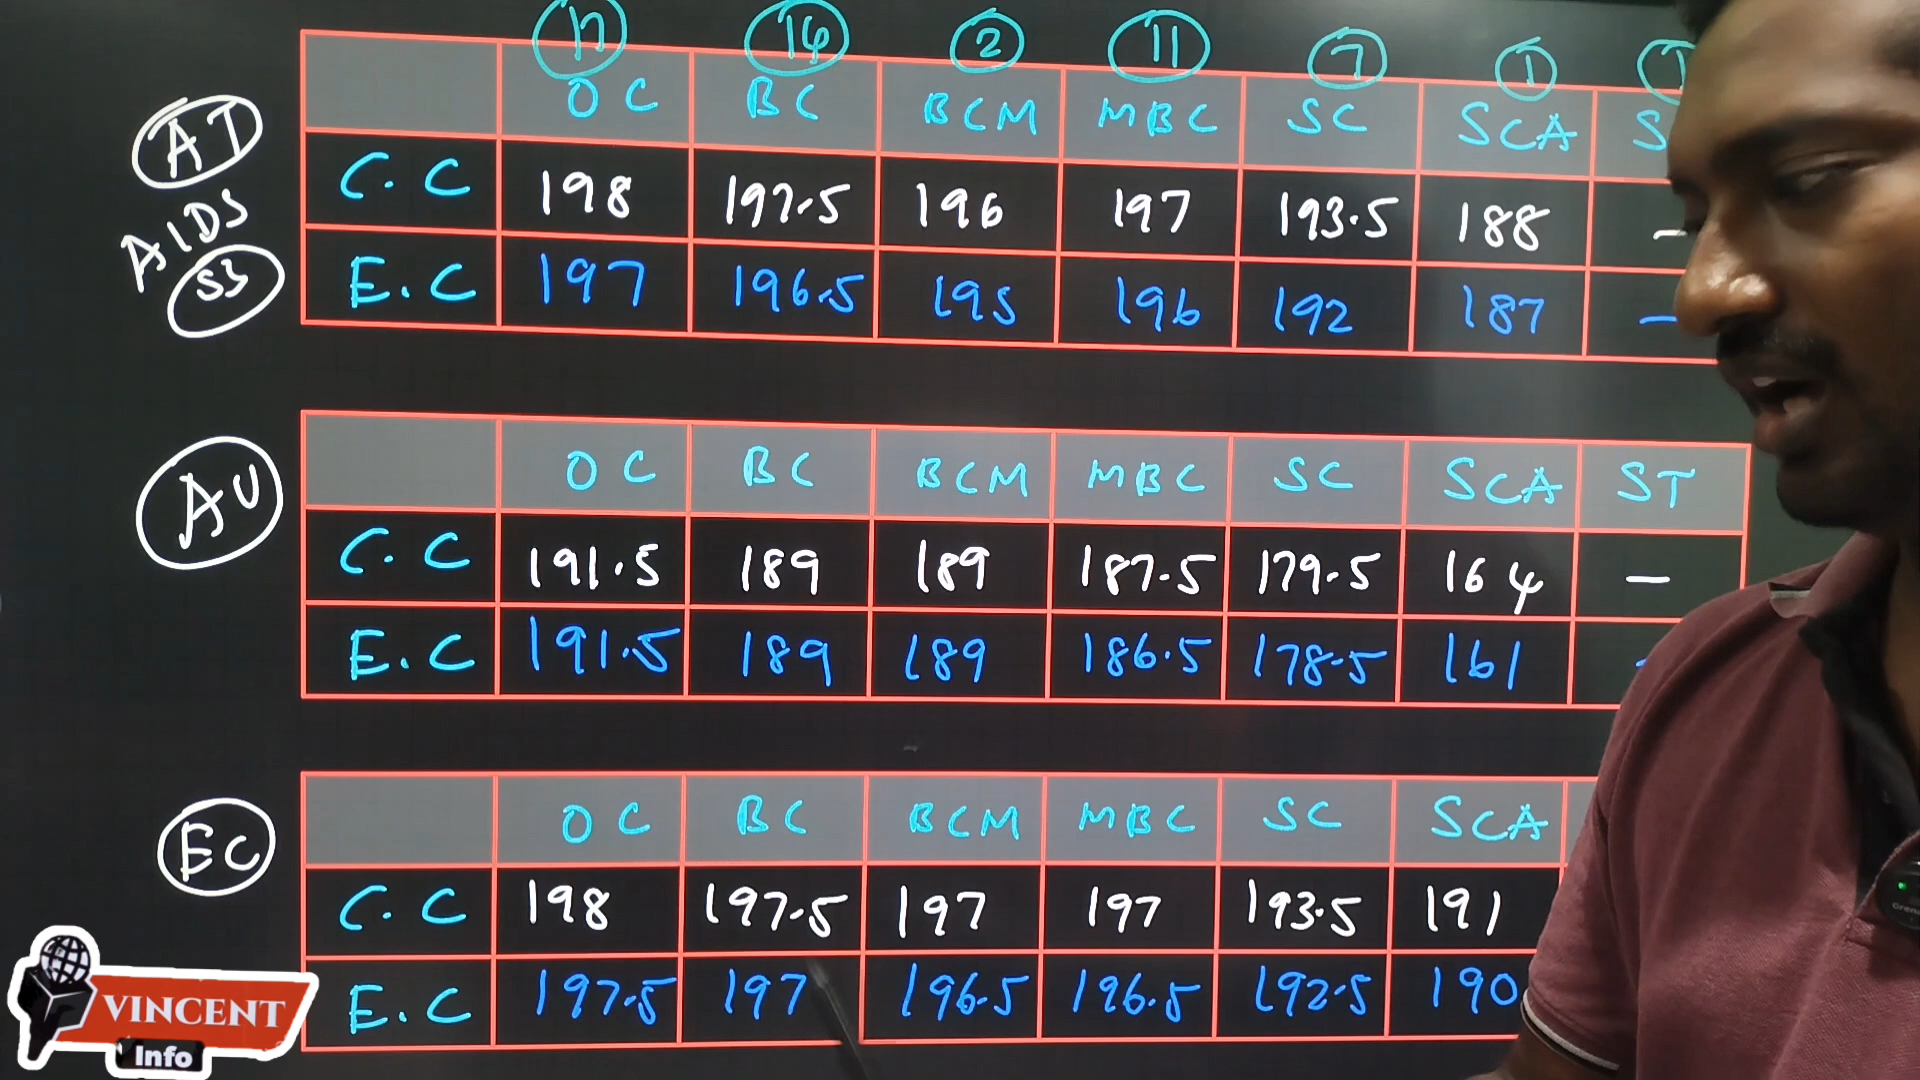 17 14 2 11 7 1
OC BC BCM MBC SC SCA
AT
C.C 198 197.5 196 197 193.5 188 -
AIDS
E.C 197 196.5 195 196 192 187 -
53
OC BC BCM MBC SC SCA ST
AU
C.C 191.5 189 189 187.5 179.5 164 -
E.C 191.5 189 189 186.5 178.5 161
OC BC BCM MBC SC SCA
EC
C.C 198 197.5 197 197 193.5 191
E.C 197.5 197 196.5 196.5 192.5 190
VINCENT
Info